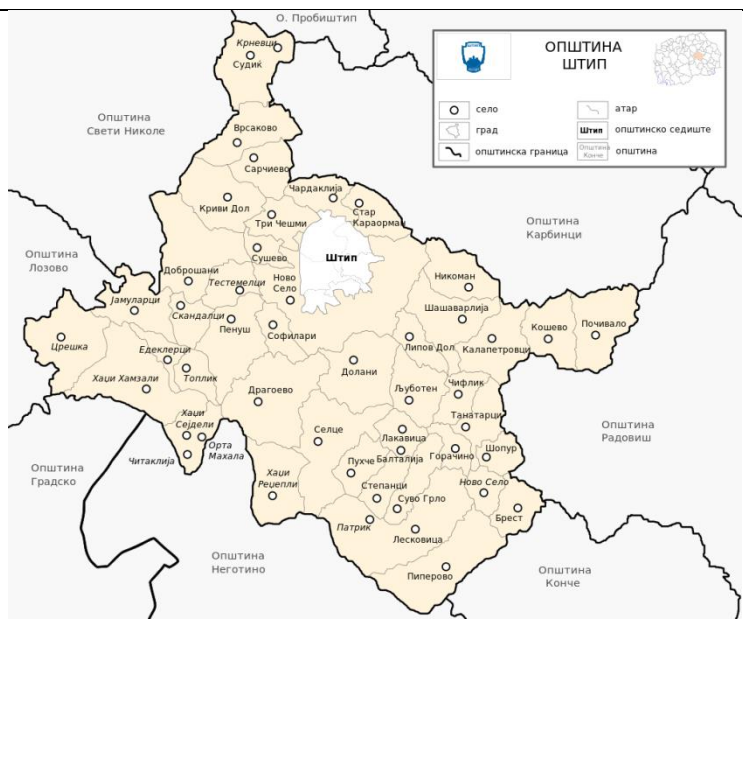 О. Пробиштип
Крневци
Судиќ
ОПШТИНА
ШТИП
село
атар
град
Штип
општинско седиште
општинска граница
Општина
Конче
општина
Општина
Свети Николе
Врсаково
Сарчиево
Чардаклија
Криви Дол
Стар
Караорман
Три Чешми
Општина
Карбинци
Сушево
Штип
Општина
Лозово
Доброшани
Тестемелци
Ново
Село
Никоман
Јамуларци
Скандалци
Пенуш
Софилари
Шашаварлија
Кошево
Почивало
Црешка
Едеклерци
Липов Дол
Калапетровци
Топлик
Долани
Хаџи Хамзали
Драгоево
Љуботен
Чифлик
Хаџи
Сејдели
Танатарци
Општина
Радовиш
Селце
Лакавица
Орта
Махала
Читаклија
Пухче
Балталија
Горачино
Шопур
Општина
Градско
Хаџи
Реџепли
Степанци
Ново Село
Суво Грло
Брест
Патрик
Лесковица
Општина
Неготино
Пиперово
Општина
Конче